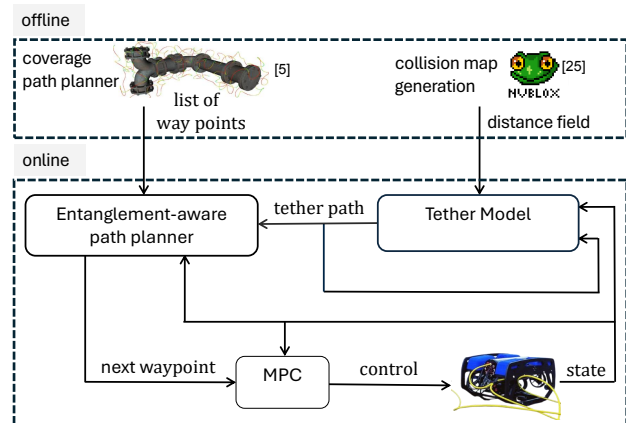 offline
coverage
path planner
[5]
list of
way points
collision map
generation
NVBLOX
[25]
distance field
online
Entanglement-aware
path planner
tether path
Tether Model
next waypoint
MPC
control
state